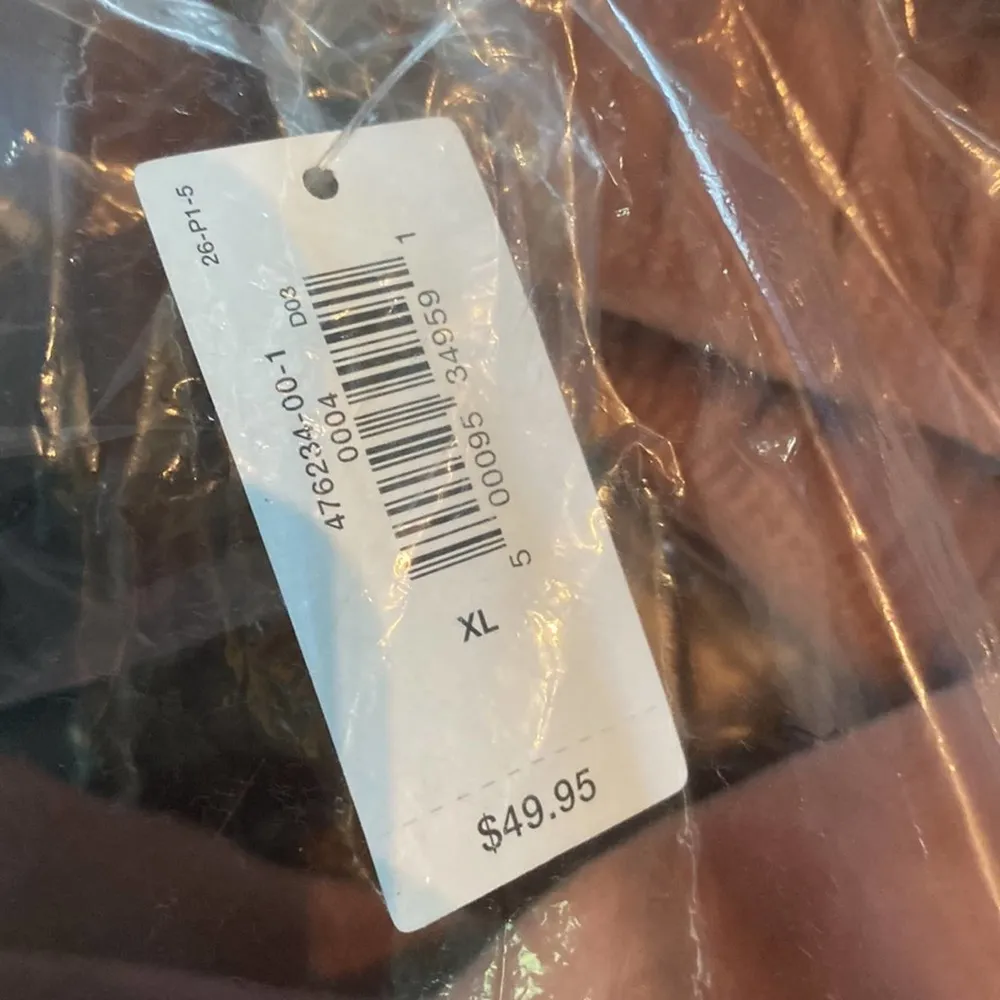 26-P1-5
476234-00-1 D03
0004
5 00095 34959 1
XL
$49.95